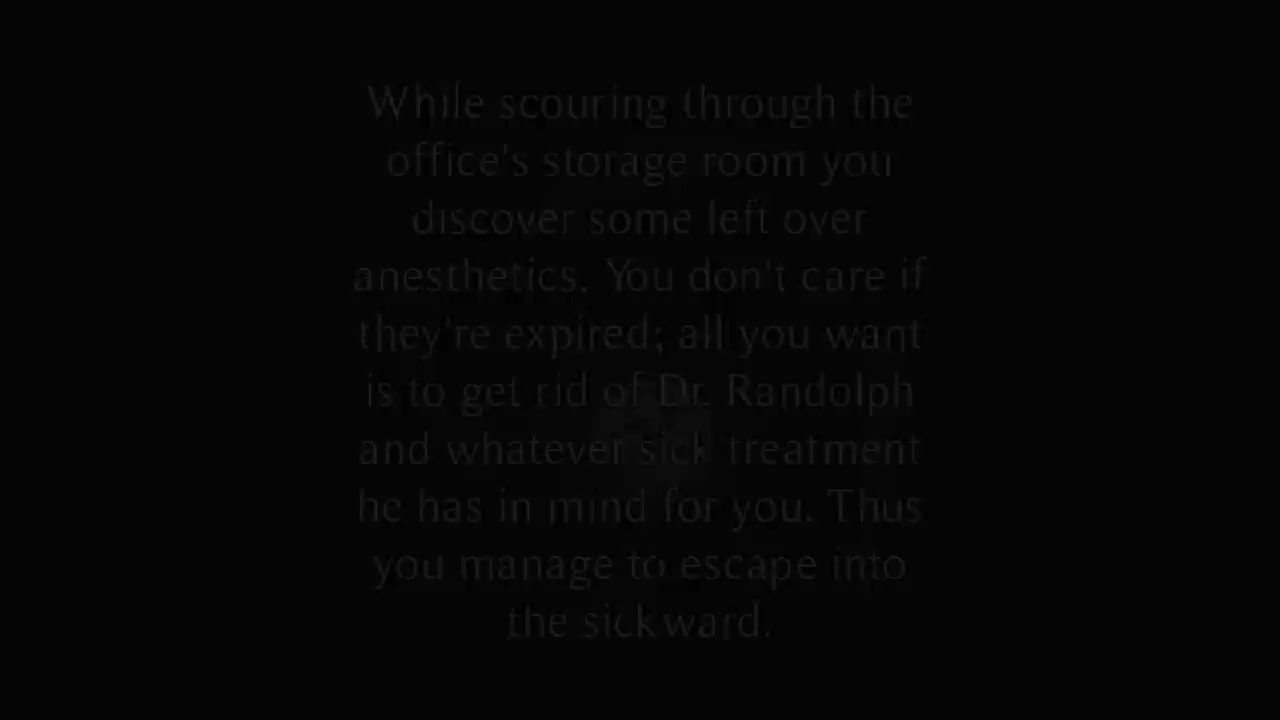 While scouring through the
office's storage room you
discover some left over
anesthetics. You don't care if
they're expired; all you want
is to get rid of Dr. Randolph
and whatever sick treatment
he has in mind for you. Thus
you manage to escape into
the sickward.